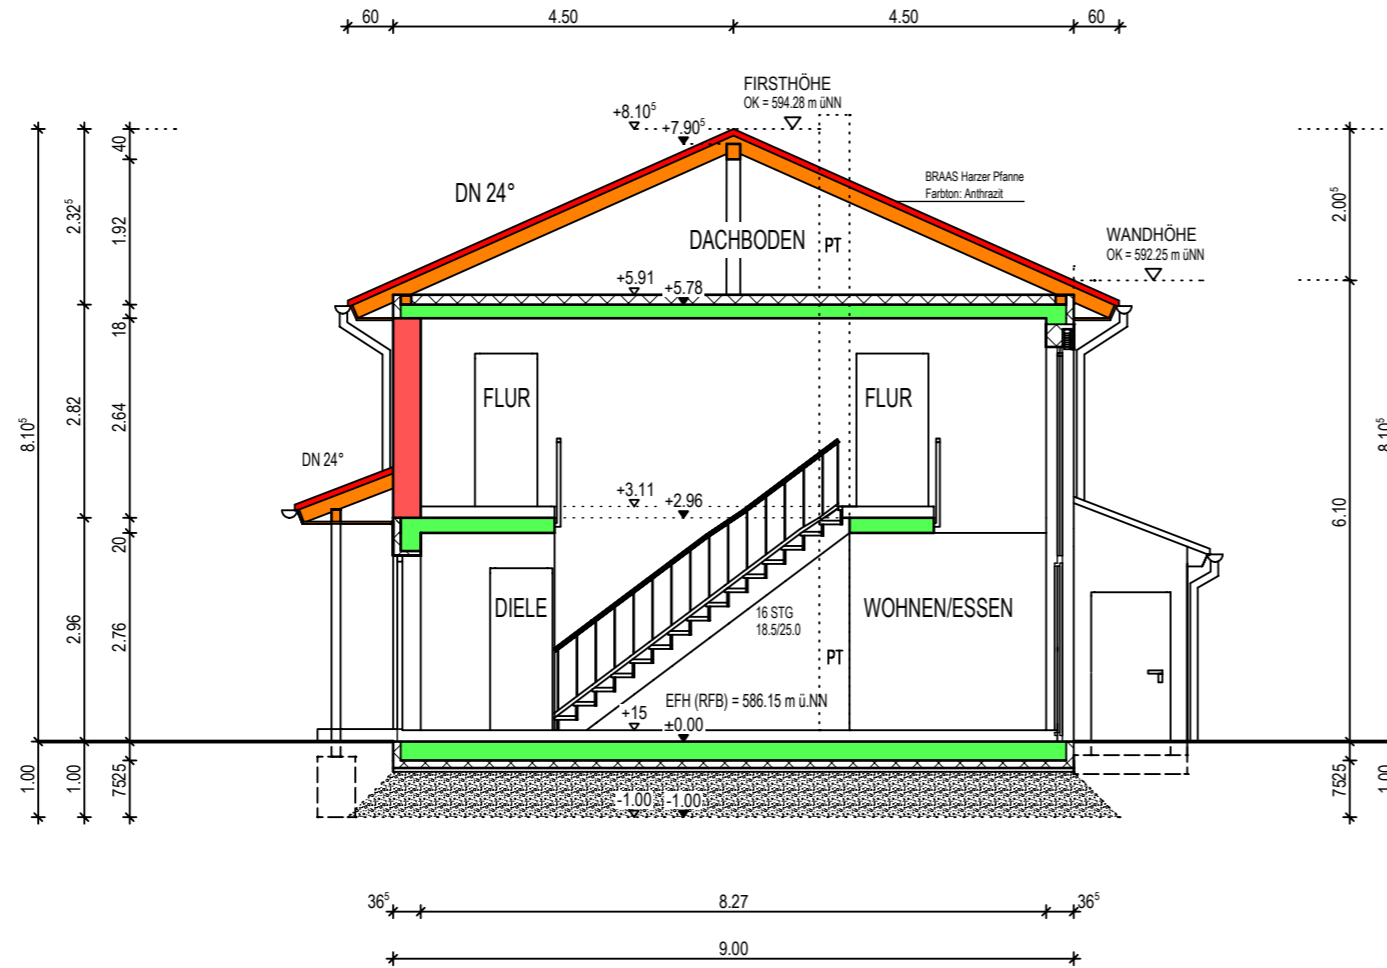 60
4.50
4.50
60
FIRSTHÖHE
OK = 594.28 m üNN
+8.10⁵
+7.90⁵
40
DN 24°
BRAAS Harzer Pfanne
Farbton: Anthrazit
2.32⁵
1.92
2.00⁵
DACHBODEN
PT
WANDHÖHE
OK = 592.25 m üNN
+5.91
+5.78
18
FLUR
FLUR
8.10⁵
2.82
2.64
8.10⁵
DN 24°
+3.11
+2.96
6.10
20
DIELE
16 STG
18.5/25.0
WOHNEN/ESSEN
2.96
2.76
PT
EFH (RFB) = 586.15 m ü.NN
+15
±0.00
1.00
1.00
7525
7525
1.00
-1.00
-1.00
36⁵
8.27
36⁵
9.00